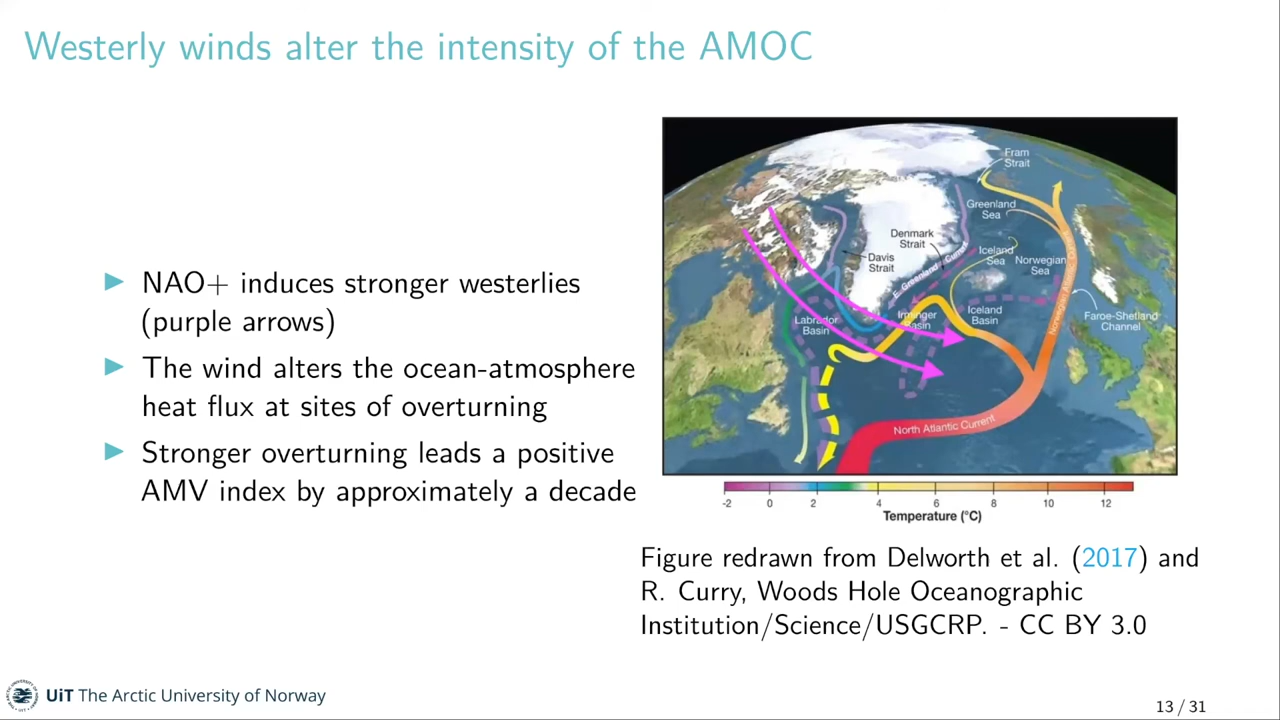 Westerly winds alter the intensity of the AMOC
NAO+ induces stronger westerlies
(purple arrows)
The wind alters the ocean-atmosphere
heat flux at sites of overturning
Stronger overturning leads a positive
AMV index by approximately a decade
Fram
Strait
Greenland
Sea
Denmark
Strait
Davis
Strait
E. Greenland Current
Iceland
Sea
Norwegian
Sea
Labrador
Basin
Irminger
Basin
Iceland
Basin
Faroe-Shetland
Channel
North Atlantic Current
-2 0 2 4 6 8 10 12
Temperature (°C)
Figure redrawn from Delworth et al. (2017) and
R. Curry, Woods Hole Oceanographic
Institution/Science/USGCRP. - CC BY 3.0
UiT The Arctic University of Norway
13 / 31